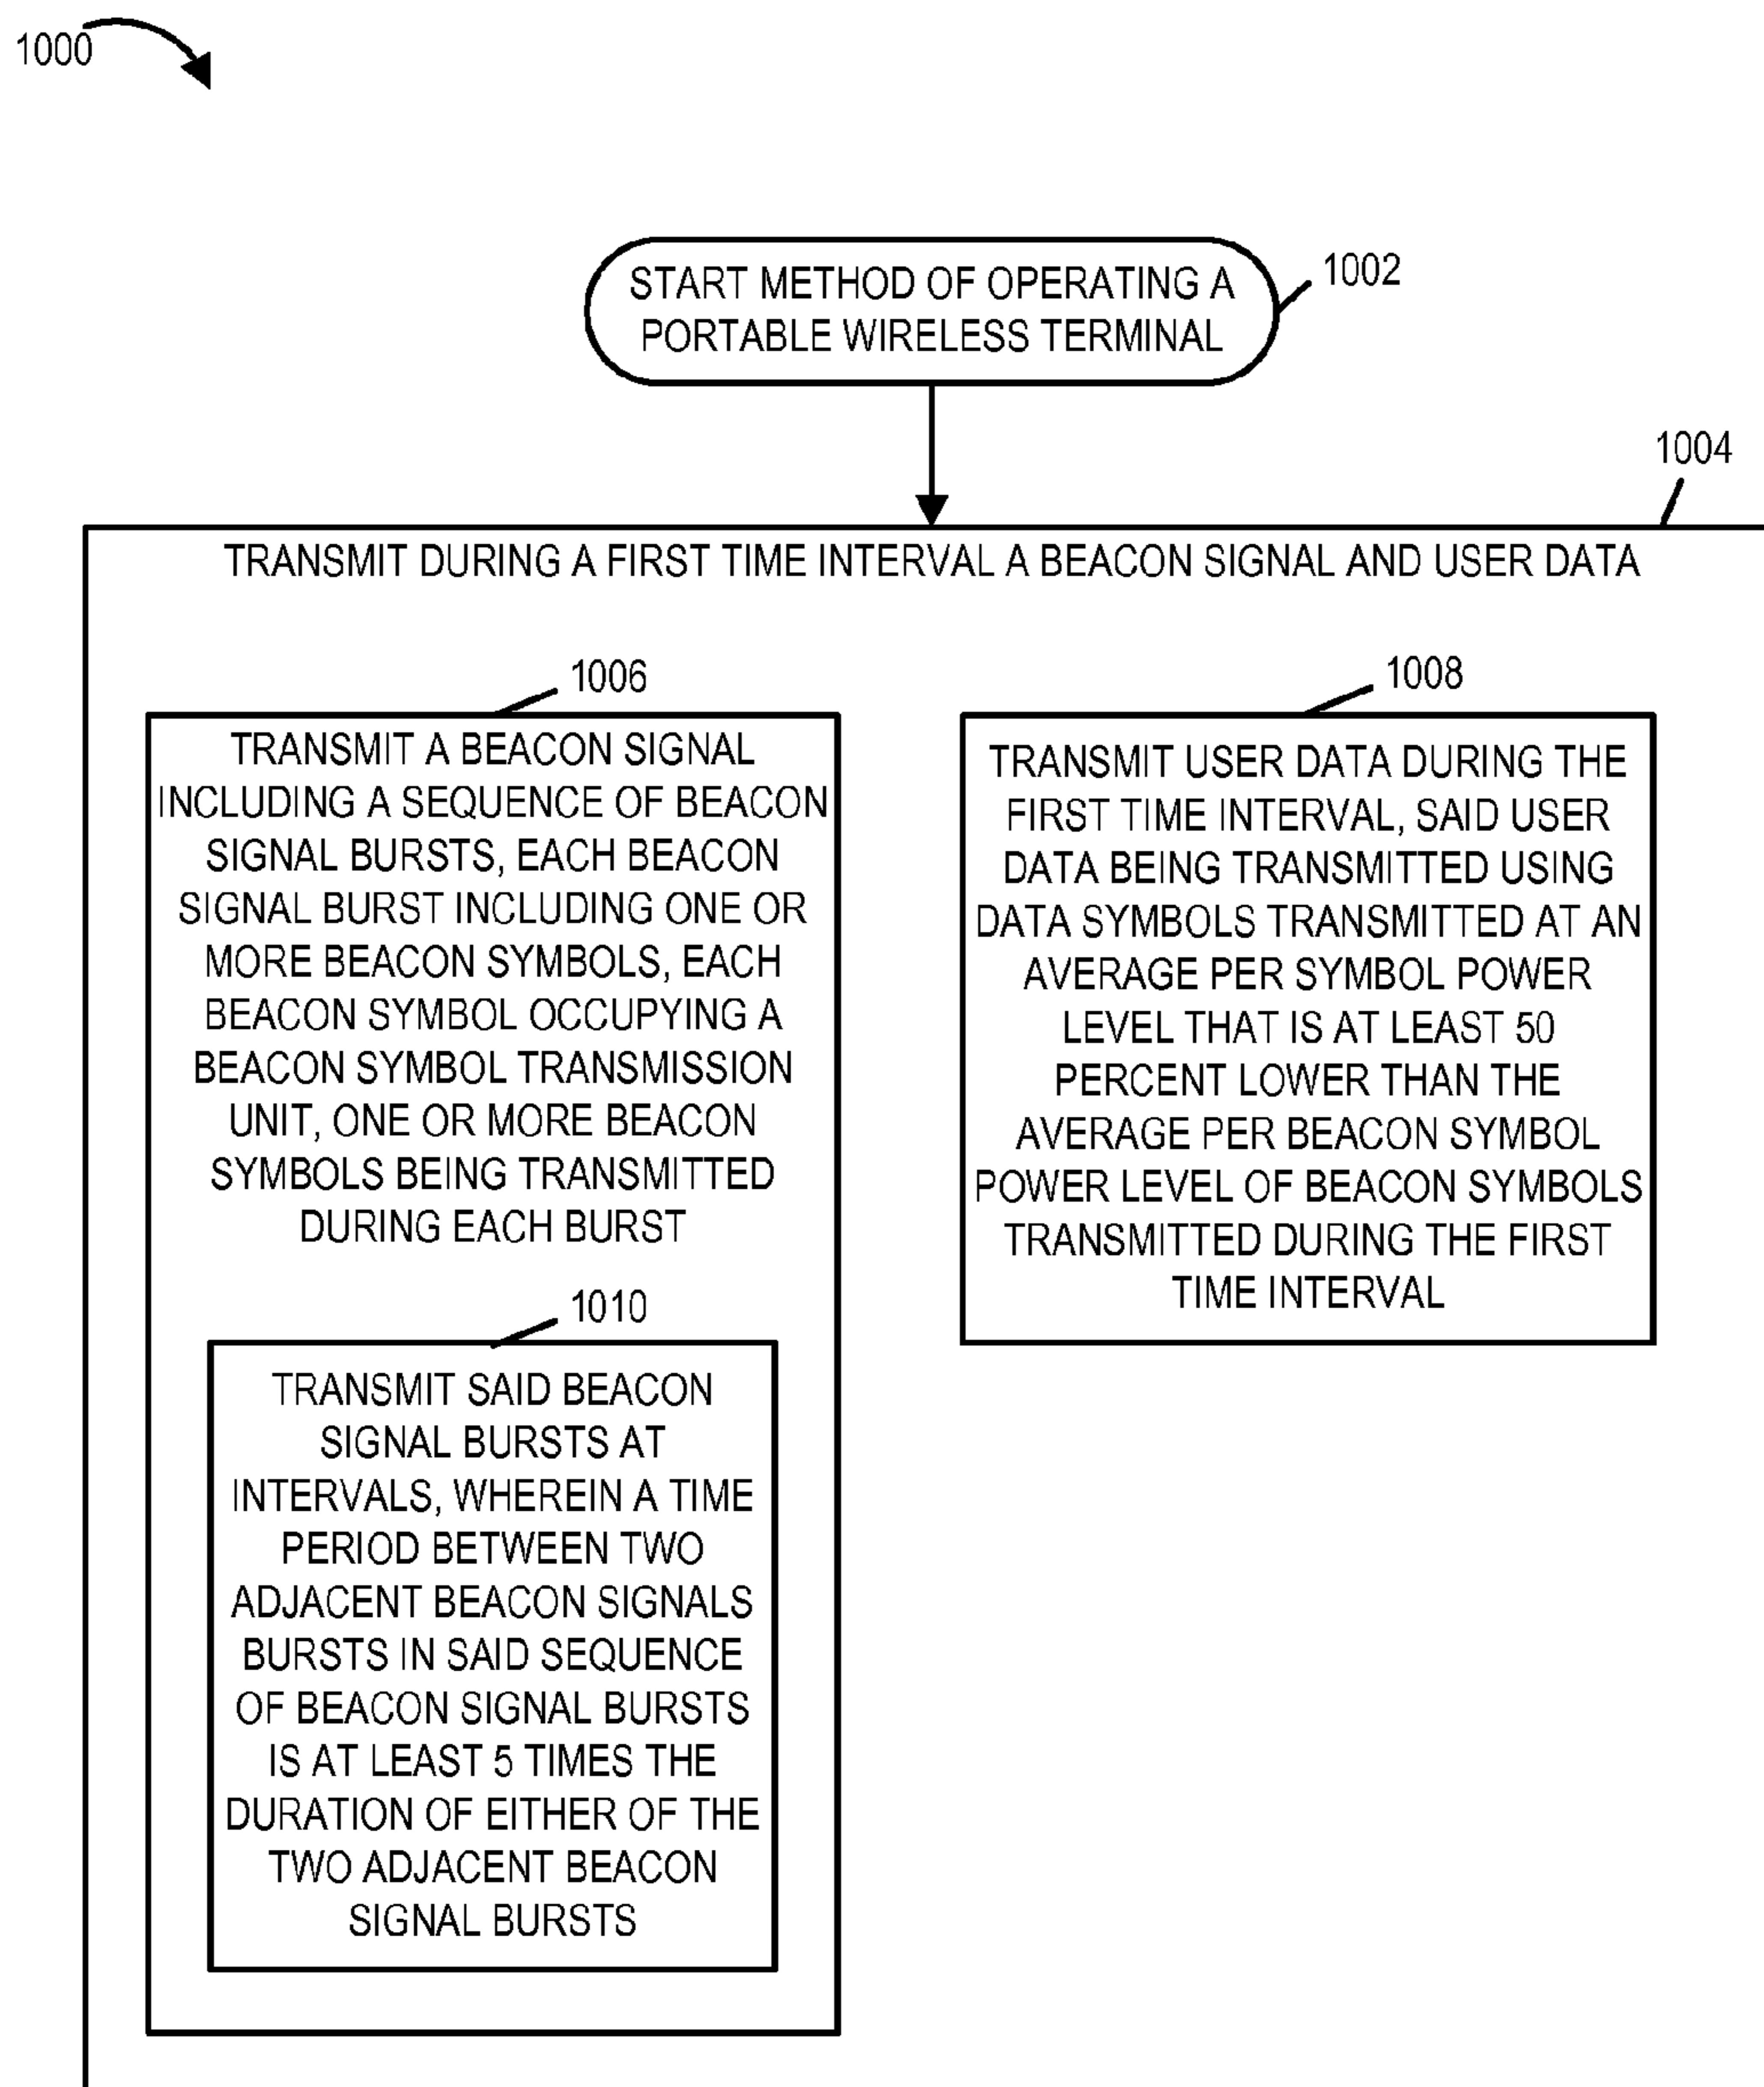 1000
START METHOD OF OPERATING A
PORTABLE WIRELESS TERMINAL
1002
1004
TRANSMIT DURING A FIRST TIME INTERVAL A BEACON SIGNAL AND USER DATA
1006
TRANSMIT A BEACON SIGNAL
INCLUDING A SEQUENCE OF BEACON
SIGNAL BURSTS, EACH BEACON
SIGNAL BURST INCLUDING ONE OR
MORE BEACON SYMBOLS, EACH
BEACON SYMBOL OCCUPYING A
BEACON SYMBOL TRANSMISSION
UNIT, ONE OR MORE BEACON
SYMBOLS BEING TRANSMITTED
DURING EACH BURST
1010
TRANSMIT SAID BEACON
SIGNAL BURSTS AT
INTERVALS, WHEREIN A TIME
PERIOD BETWEEN TWO
ADJACENT BEACON SIGNALS
BURSTS IN SAID SEQUENCE
OF BEACON SIGNAL BURSTS
IS AT LEAST 5 TIMES THE
DURATION OF EITHER OF THE
TWO ADJACENT BEACON
SIGNAL BURSTS
1008
TRANSMIT USER DATA DURING THE
FIRST TIME INTERVAL, SAID USER
DATA BEING TRANSMITTED USING
DATA SYMBOLS TRANSMITTED AT AN
AVERAGE PER SYMBOL POWER
LEVEL THAT IS AT LEAST 50
PERCENT LOWER THAN THE
AVERAGE PER BEACON SYMBOL
POWER LEVEL OF BEACON SYMBOLS
TRANSMITTED DURING THE FIRST
TIME INTERVAL